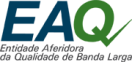 EAQ
Entidade Aferidora
da Qualidade de Banda Larga